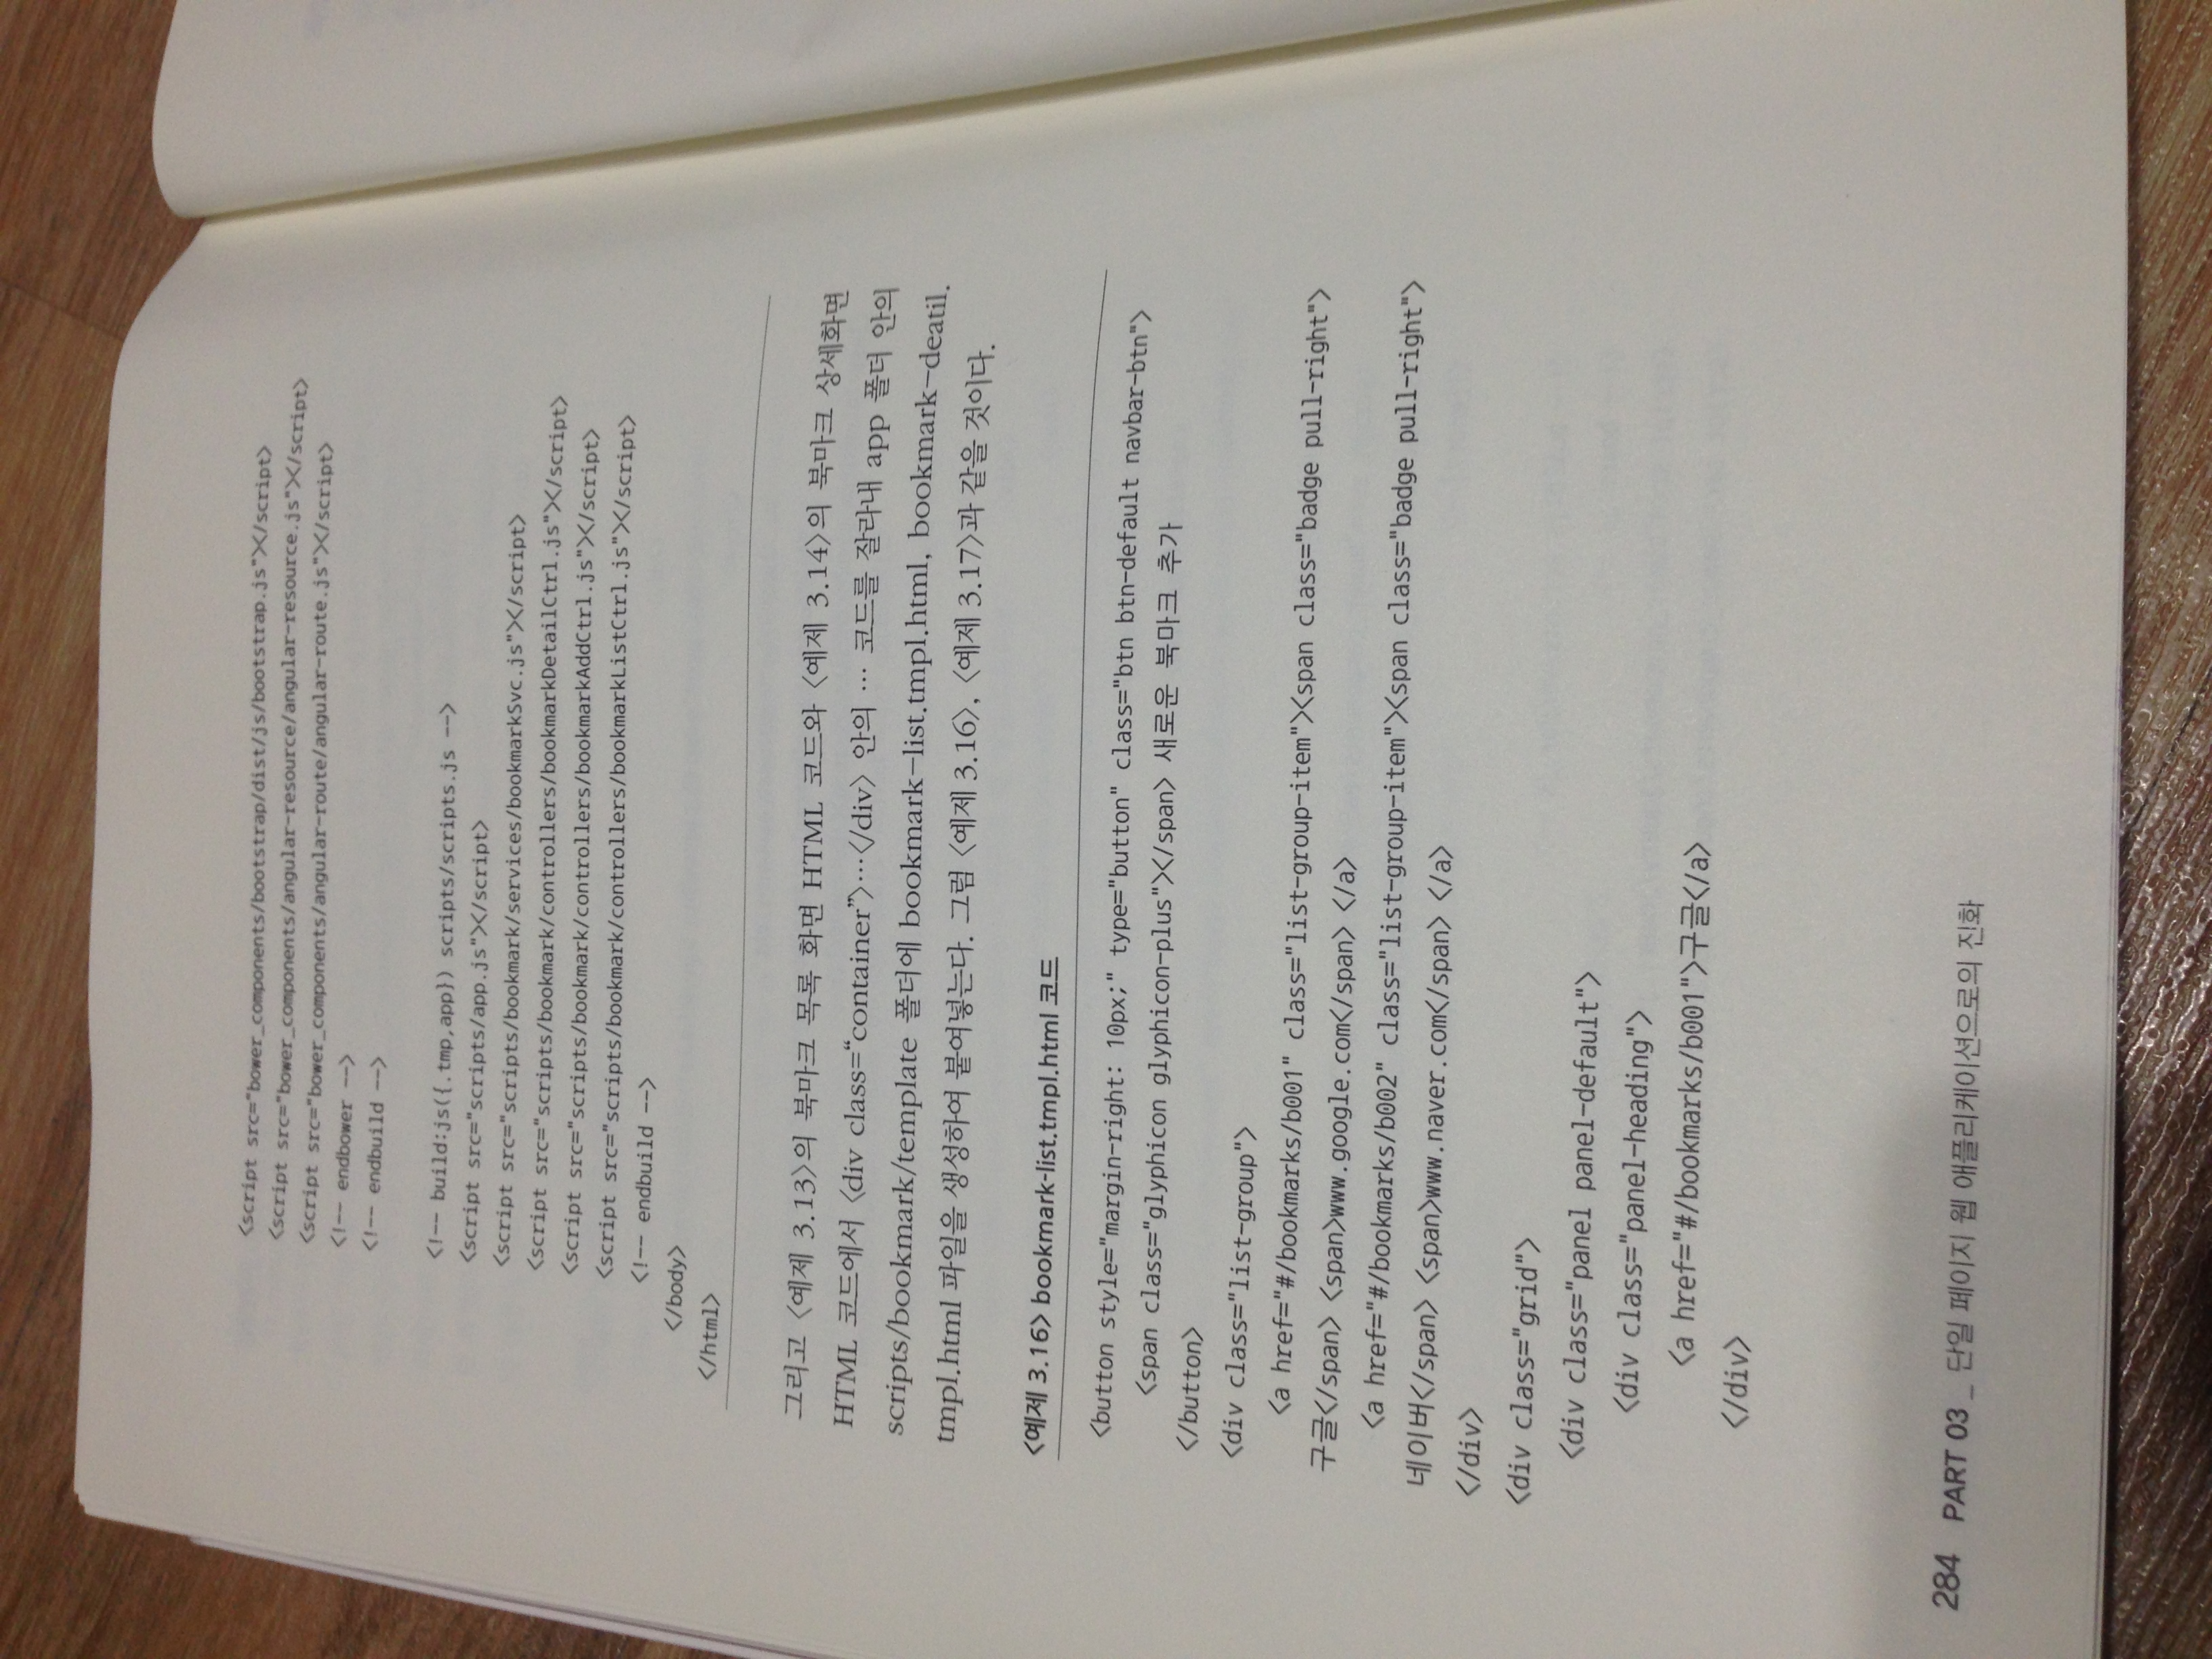 <script src="bower_components/bootstrap/dist/js/bootstrap.js"></script>
<script src="bower_components/angular-resource/angular-resource.js"></script>
<script src="bower_components/angular-route/angular-route.js"></script>
<!-- endbower -->
<!-- endbuild -->
<!-- build:js({.tmp,app}) scripts/scripts.js -->
<script src="scripts/app.js"></script>
<script src="scripts/bookmark/services/bookmarkSvc.js"></script>
<script src="scripts/bookmark/controllers/bookmarkDetailCtrl.js"></script>
<script src="scripts/bookmark/controllers/bookmarkAddCtrl.js"></script>
<script src="scripts/bookmark/controllers/bookmarkListCtrl.js"></script>
<!-- endbuild -->
</body>
</html>
그리고 〈예제 3.13〉의 북마크 목록 화면 HTML 코드와 〈예제 3.14〉의 북마크 상세화면
HTML 코드에서 〈div class=“container”〉…〈/div〉 안의 … 코드를 잘라내 app 폴더 안의
scripts/bookmark/template 폴더에 bookmark-list.tmpl.html, bookmark-deatil.
tmpl.html 파일을 생성하여 붙여넣는다. 그럼 〈예제 3.16〉, 〈예제 3.17〉과 같을 것이다.
<예제 3.16> bookmark-list.tmpl.html 코드
<button style="margin-right: 10px;" type="button" class="btn btn-default navbar-btn">
<span class="glyphicon glyphicon-plus"></span> 새로운 북마크 추가
</button>
<div class="list-group">
<a href="#/bookmarks/b001" class="list-group-item"><span class="badge pull-right">
구글</span> <span>www.google.com</span> </a>
<a href="#/bookmarks/b002" class="list-group-item"><span class="badge pull-right">
네이버</span> <span>www.naver.com</span> </a>
</div>
<div class="grid">
<div class="panel panel-default">
<div class="panel-heading">
<a href="#/bookmarks/b001">구글</a>
</div>
284 PART 03 _ 단일 페이지 웹 애플리케이션으로의 진화